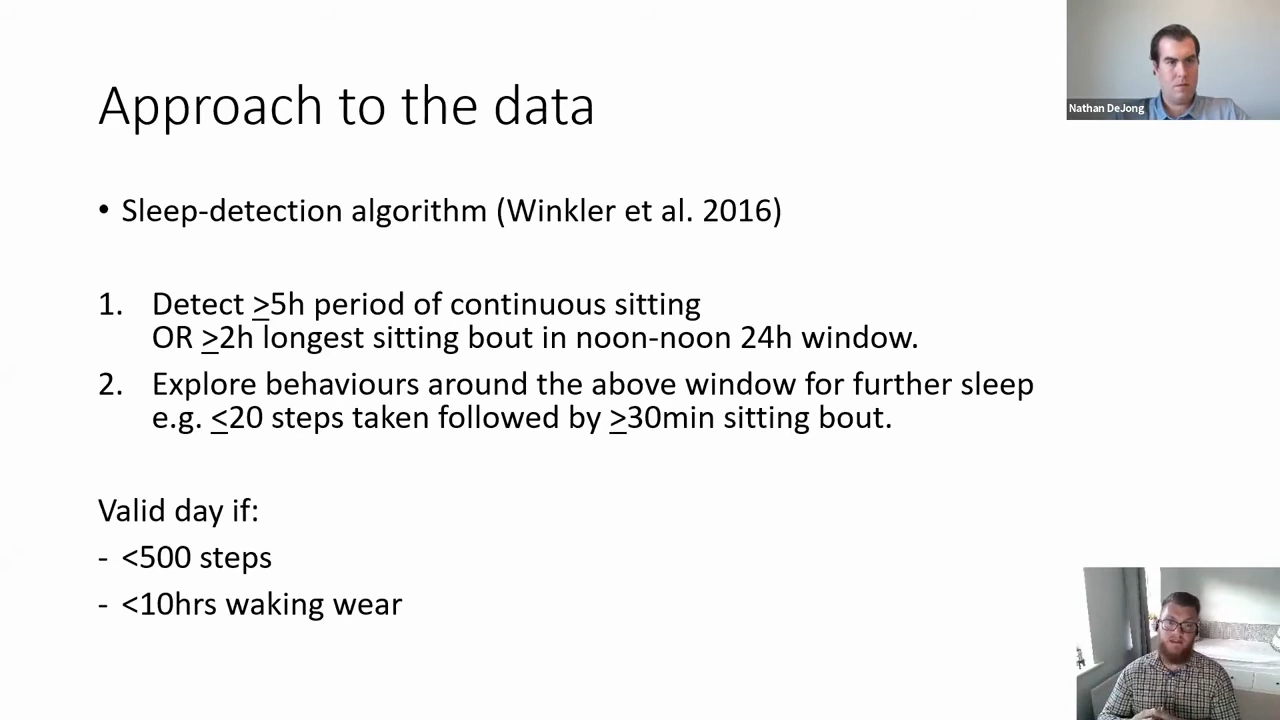 Approach to the data
Nathan DeJong
• Sleep-detection algorithm (Winkler et al. 2016)
1. Detect >5h period of continuous sitting
OR >2h longest sitting bout in noon-noon 24h window.
2. Explore behaviours around the above window for further sleep
e.g. <20 steps taken followed by >30min sitting bout.
Valid day if:
- <500 steps
- <10hrs waking wear